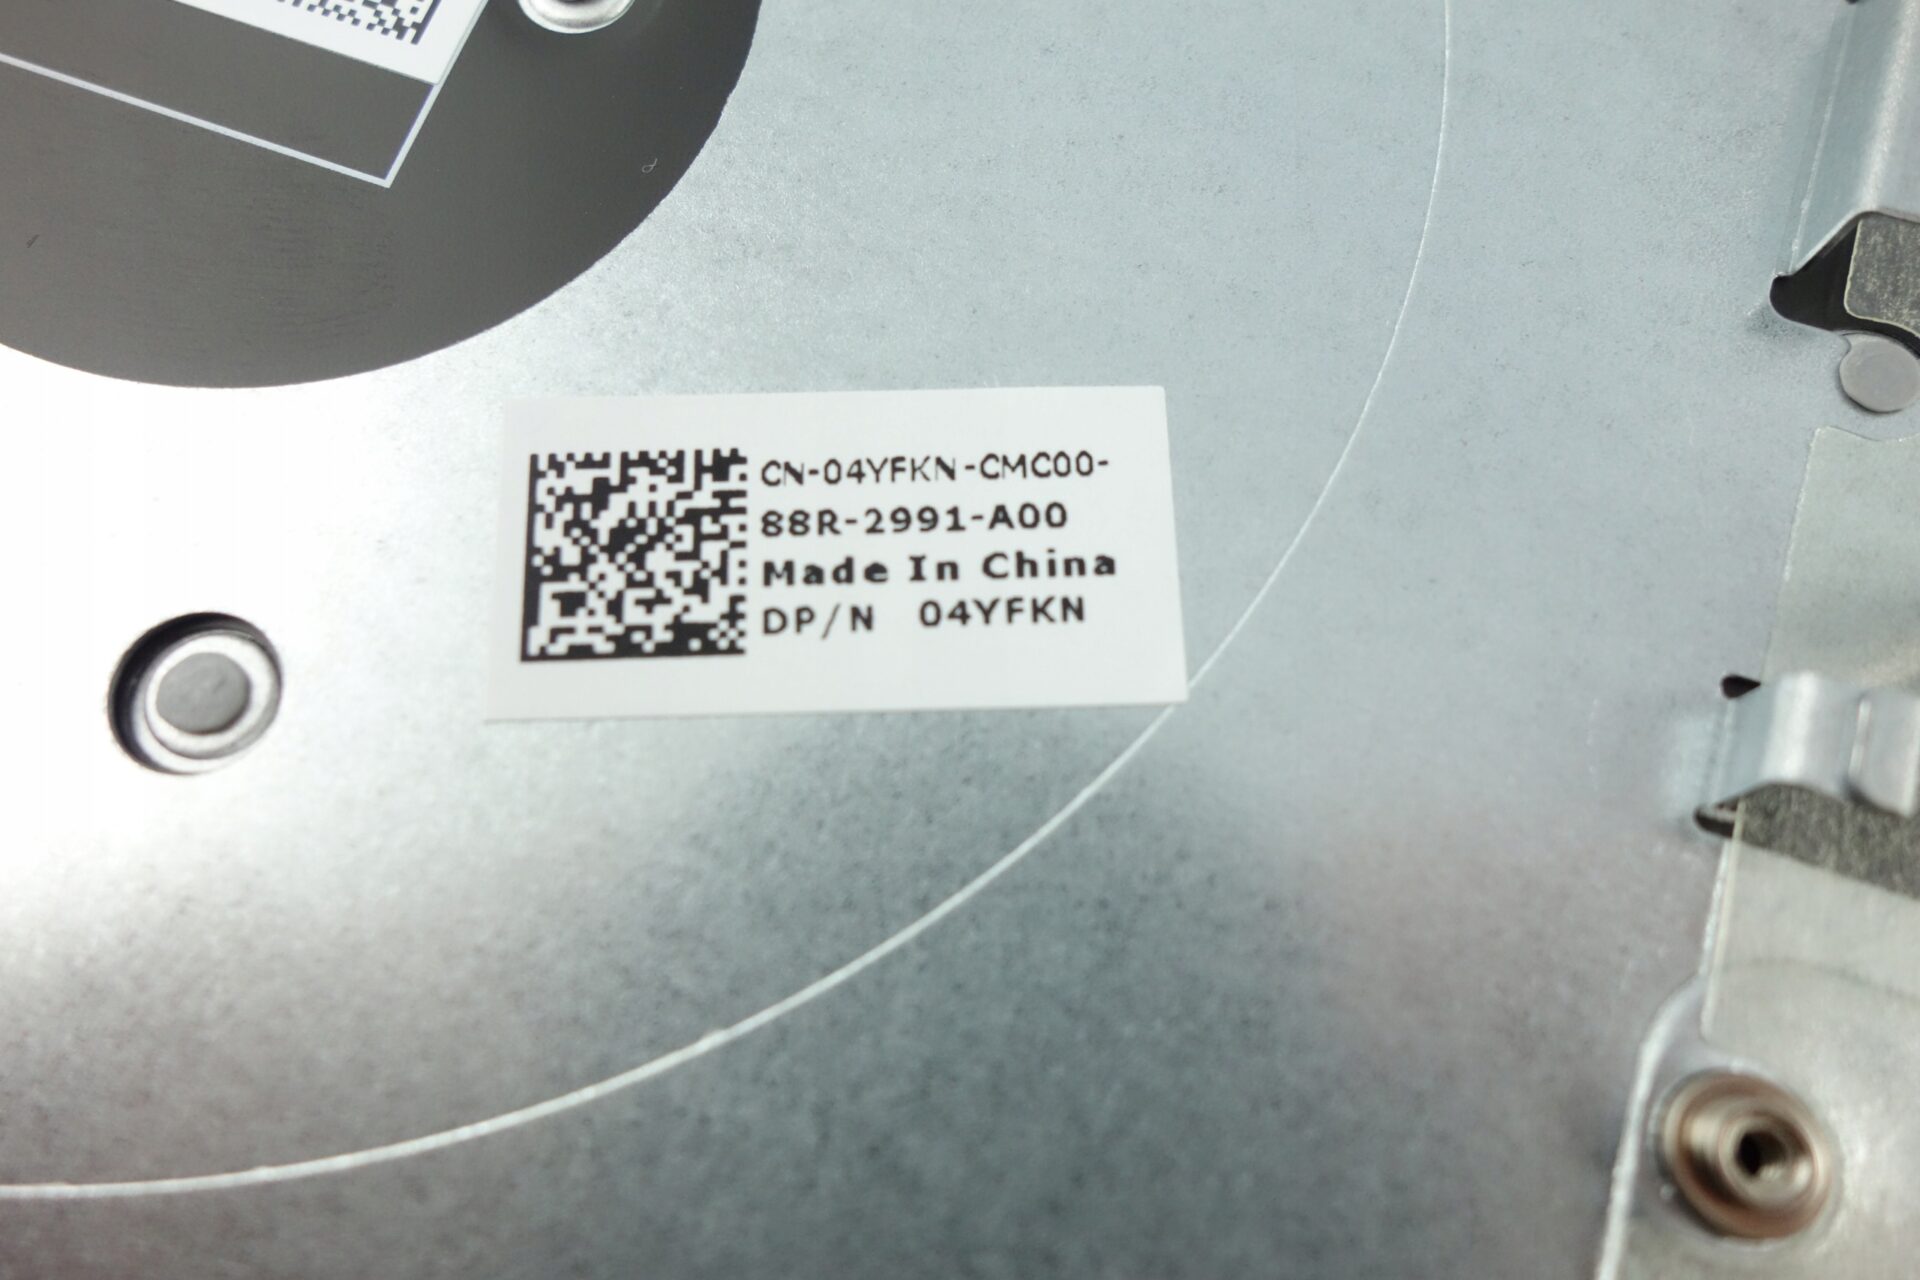 CN-04YFKN-CMC00-
88R-2991-A00
Made In China
DP/N 04YFKN